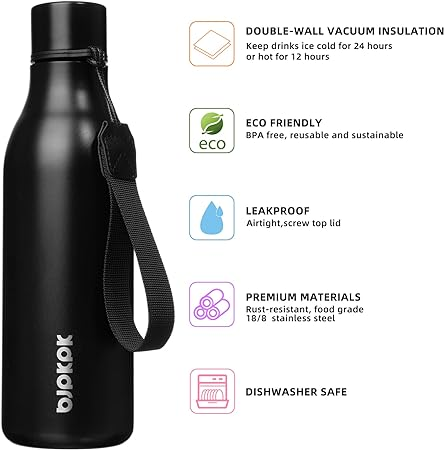 DOUBLE-WALL VACUUM INSULATION
Keep drinks ice cold for 24 hours
or hot for 12 hours
eco
ECO FRIENDLY
BPA free, reusable and sustainable
LEAKPROOF
Airtight,screw top lid
PREMIUM MATERIALS
Rust-resistant, food grade
18/8 stainless steel
DISHWASHER SAFE
bjpkpk